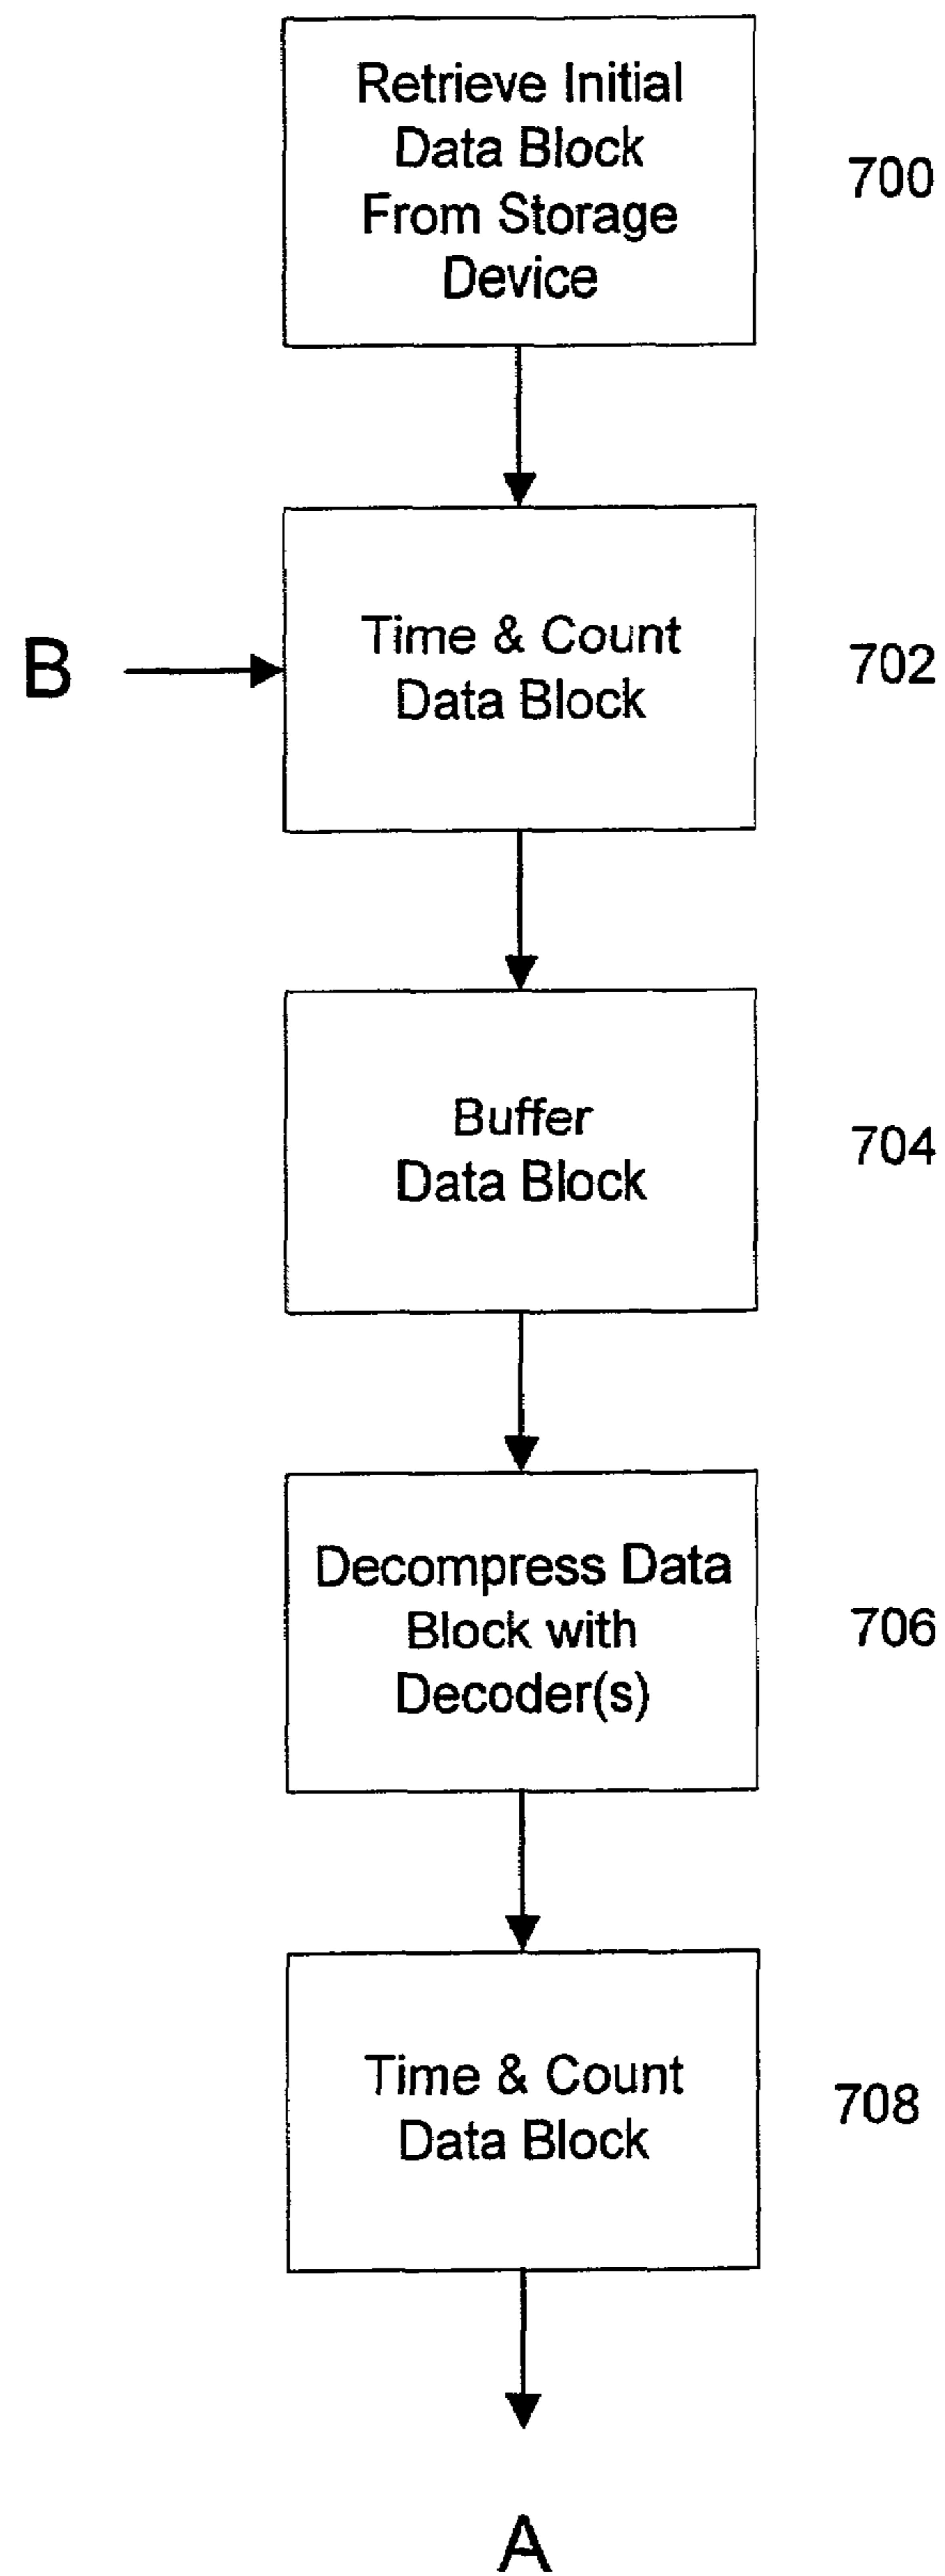 Retrieve Initial
Data Block
From Storage
Device
700
B
Time & Count
Data Block
702
Buffer
Data Block
704
Decompress Data
Block with
Decoder(s)
706
Time & Count
Data Block
708
A